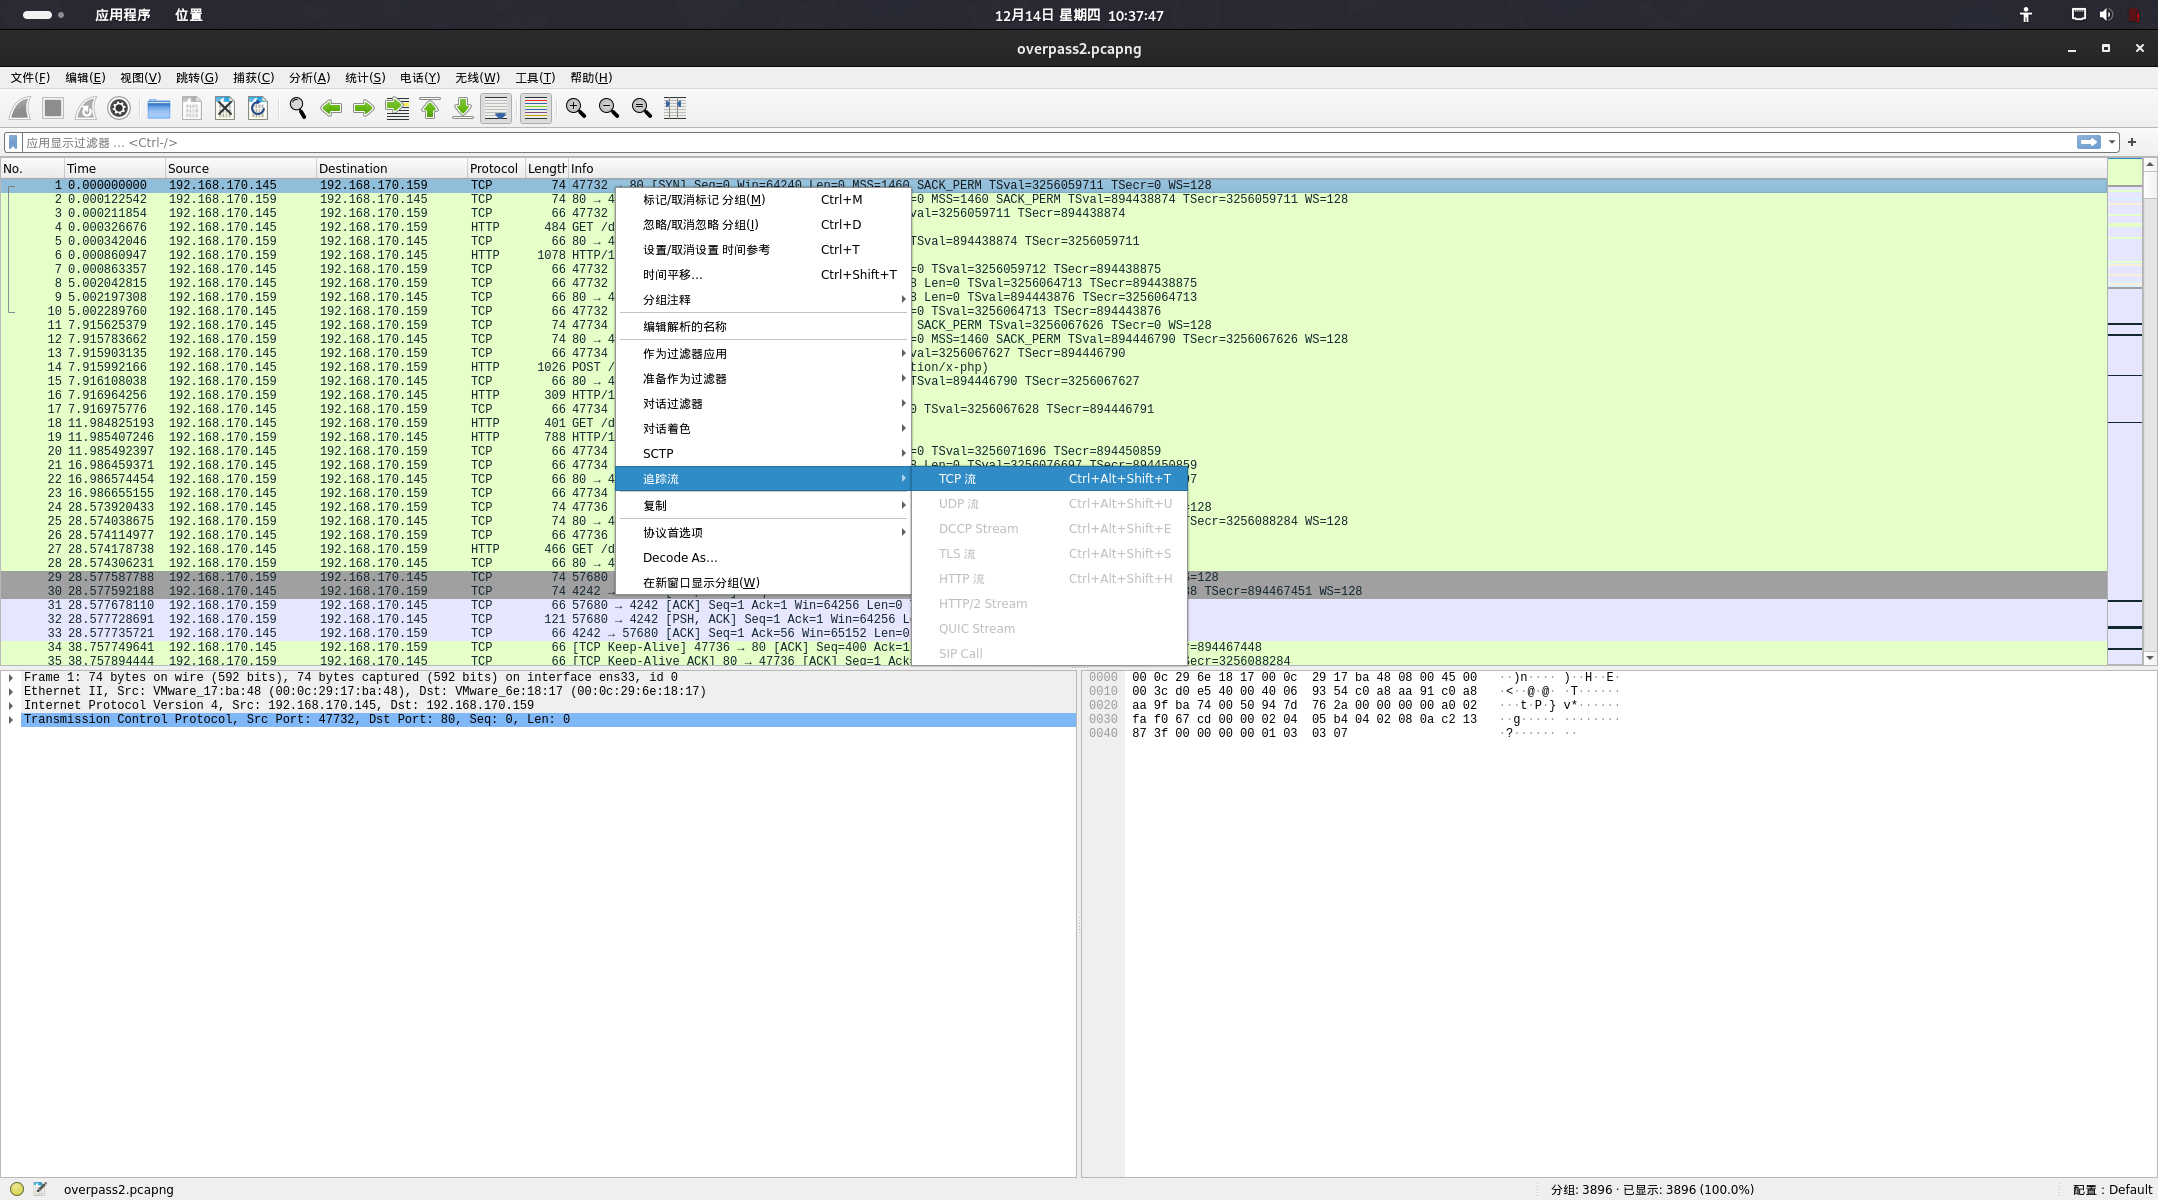 应用程序 位置 12月14日 星期四 10:37:47
overpass2.pcapng
文件(F) 编辑(E) 视图(V) 跳转(G) 捕获(C) 分析(A) 统计(S) 电话(Y) 无线(W) 工具(T) 帮助(H)
应用显示过滤器 … <Ctrl-/>
No. Time Source Destination Protocol Length Info
1 0.000000000 192.168.170.145 192.168.170.159 TCP 74 47732 → 80 [SYN] Seq=0 Win=64240 Len=0 MSS=1460 SACK_PERM TSval=3256059711 TSecr=0 WS=128
2 0.000122542 192.168.170.159 192.168.170.145 TCP 74 80 → 4 =0 MSS=1460 SACK_PERM TSval=894438874 TSecr=3256059711 WS=128
3 0.000211854 192.168.170.145 192.168.170.159 TCP 66 47732 val=3256059711 TSecr=894438874
4 0.000326676 192.168.170.145 192.168.170.159 HTTP 484 GET /d
5 0.000342046 192.168.170.159 192.168.170.145 TCP 66 80 → 4 TSval=894438874 TSecr=3256059711
6 0.000860947 192.168.170.159 192.168.170.145 HTTP 1078 HTTP/1
7 0.000863357 192.168.170.145 192.168.170.159 TCP 66 47732 =0 TSval=3256059712 TSecr=894438875
8 5.002042815 192.168.170.145 192.168.170.159 TCP 66 47732 8 Len=0 TSval=3256064713 TSecr=894438875
9 5.002197308 192.168.170.159 192.168.170.145 TCP 66 80 → 4 8 Len=0 TSval=894443876 TSecr=3256064713
10 5.002289760 192.168.170.145 192.168.170.159 TCP 66 47732 =0 TSval=3256064713 TSecr=894443876
11 7.915625379 192.168.170.145 192.168.170.159 TCP 74 47734 SACK_PERM TSval=3256067626 TSecr=0 WS=128
12 7.915783662 192.168.170.159 192.168.170.145 TCP 74 80 → 4 =0 MSS=1460 SACK_PERM TSval=894446790 TSecr=3256067626 WS=128
13 7.915903135 192.168.170.145 192.168.170.159 TCP 66 47734 val=3256067627 TSecr=894446790
14 7.915992166 192.168.170.145 192.168.170.159 HTTP 1026 POST / tion/x-php)
15 7.916108038 192.168.170.159 192.168.170.145 TCP 66 80 → 4 TSval=894446790 TSecr=3256067627
16 7.916964256 192.168.170.159 192.168.170.145 HTTP 309 HTTP/1
17 7.916975776 192.168.170.145 192.168.170.159 TCP 66 47734 0 TSval=3256067628 TSecr=894446791
18 11.984825193 192.168.170.145 192.168.170.159 HTTP 401 GET /d
19 11.985407246 192.168.170.159 192.168.170.145 HTTP 788 HTTP/1
20 11.985492397 192.168.170.145 192.168.170.159 TCP 66 47734 =0 TSval=3256071696 TSecr=894450859
21 16.986459371 192.168.170.145 192.168.170.159 TCP 66 47734 8 Len=0 TSval=3256076697 TSecr=894450859
22 16.986574454 192.168.170.159 192.168.170.145 TCP 66 80 → 4 97
23 16.986655155 192.168.170.145 192.168.170.159 TCP 66 47734
24 28.573920433 192.168.170.145 192.168.170.159 TCP 74 47736 =128
25 28.574038675 192.168.170.159 192.168.170.145 TCP 74 80 → 4 TSecr=3256088284 WS=128
26 28.574114977 192.168.170.145 192.168.170.159 TCP 66 47736
27 28.574178738 192.168.170.145 192.168.170.159 HTTP 466 GET /d
28 28.574306231 192.168.170.159 192.168.170.145 TCP 66 80 → 4
29 28.577587788 192.168.170.159 192.168.170.145 TCP 74 57680 S=128
30 28.577592188 192.168.170.145 192.168.170.159 TCP 74 4242 → 88 TSecr=894467451 WS=128
31 28.577678110 192.168.170.159 192.168.170.145 TCP 66 57680 → 4242 [ACK] Seq=1 Ack=1 Win=64256 Len=0
32 28.577728691 192.168.170.159 192.168.170.145 TCP 121 57680 → 4242 [PSH, ACK] Seq=1 Ack=1 Win=64256 L
33 28.577735721 192.168.170.145 192.168.170.159 TCP 66 4242 → 57680 [ACK] Seq=1 Ack=56 Win=65152 Len=0
34 38.757749641 192.168.170.145 192.168.170.159 TCP 66 [TCP Keep-Alive] 47736 → 80 [ACK] Seq=400 Ack=1 =894467448
35 38.757894444 192.168.170.159 192.168.170.145 TCP 66 [TCP Keep-Alive ACK] 80 → 47736 [ACK] Seq=1 Ack Secr=3256088284
标记/取消标记 分组(M) Ctrl+M
忽略/取消忽略 分组(I) Ctrl+D
设置/取消设置 时间参考 Ctrl+T
时间平移… Ctrl+Shift+T
分组注释
编辑解析的名称
作为过滤器应用
准备作为过滤器
对话过滤器
对话着色
SCTP
追踪流
复制
协议首选项
Decode As…
在新窗口显示分组(W)
TCP 流 Ctrl+Alt+Shift+T
UDP 流 Ctrl+Alt+Shift+U
DCCP Stream Ctrl+Alt+Shift+E
TLS 流 Ctrl+Alt+Shift+S
HTTP 流 Ctrl+Alt+Shift+H
HTTP/2 Stream
QUIC Stream
SIP Call
Frame 1: 74 bytes on wire (592 bits), 74 bytes captured (592 bits) on interface ens33, id 0
Ethernet II, Src: VMware_17:ba:48 (00:0c:29:17:ba:48), Dst: VMware_6e:18:17 (00:0c:29:6e:18:17)
Internet Protocol Version 4, Src: 192.168.170.145, Dst: 192.168.170.159
Transmission Control Protocol, Src Port: 47732, Dst Port: 80, Seq: 0, Len: 0
0000 00 0c 29 6e 18 17 00 0c 29 17 ba 48 08 00 45 00 ··)n···· )··H··E·
0010 00 3c d0 e5 40 00 40 06 93 54 c0 a8 aa 91 c0 a8 ·<··@·@· ·T······
0020 aa 9f ba 74 00 50 94 7d 76 2a 00 00 00 00 a0 02 ···t·P·} v*······
0030 fa f0 67 cd 00 00 02 04 05 b4 04 02 08 0a c2 13 ··g····· ········
0040 87 3f 00 00 00 00 01 03 03 07 ·?······ ··
overpass2.pcapng 分组: 3896 · 已显示: 3896 (100.0%) 配置：Default